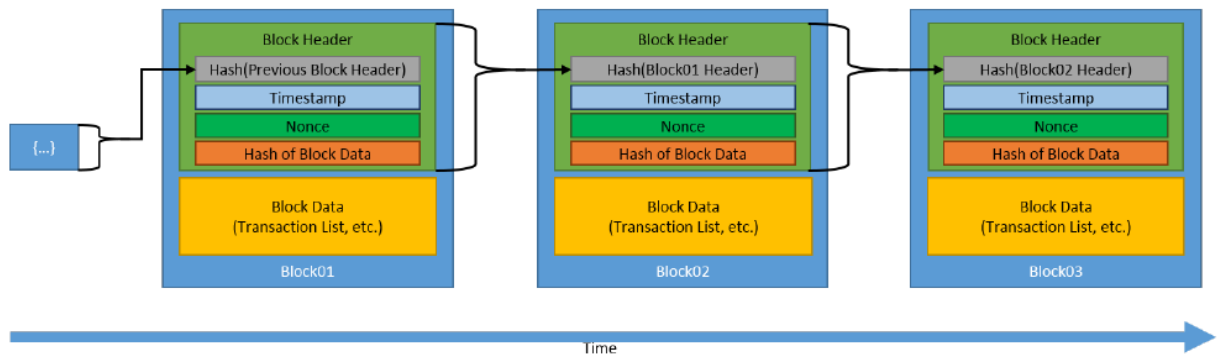 {...}
Block Header
Hash(Previous Block Header)
Timestamp
Nonce
Hash of Block Data
Block Data
(Transaction List, etc.)
Block01
Block Header
Hash(Block01 Header)
Timestamp
Nonce
Hash of Block Data
Block Data
(Transaction List, etc.)
Block02
Block Header
Hash(Block02 Header)
Timestamp
Nonce
Hash of Block Data
Block Data
(Transaction List, etc.)
Block03
Time